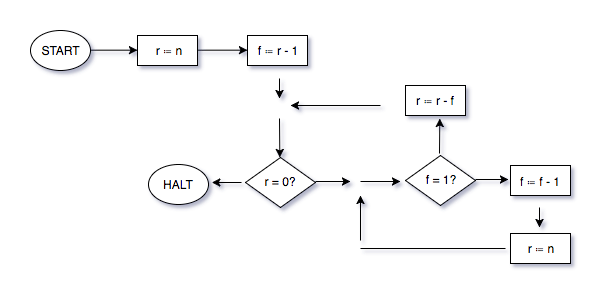 START
r ≔ n
f ≔ r - 1
r ≔ r - f
HALT
r = 0?
f = 1?
f ≔ f - 1
r ≔ n